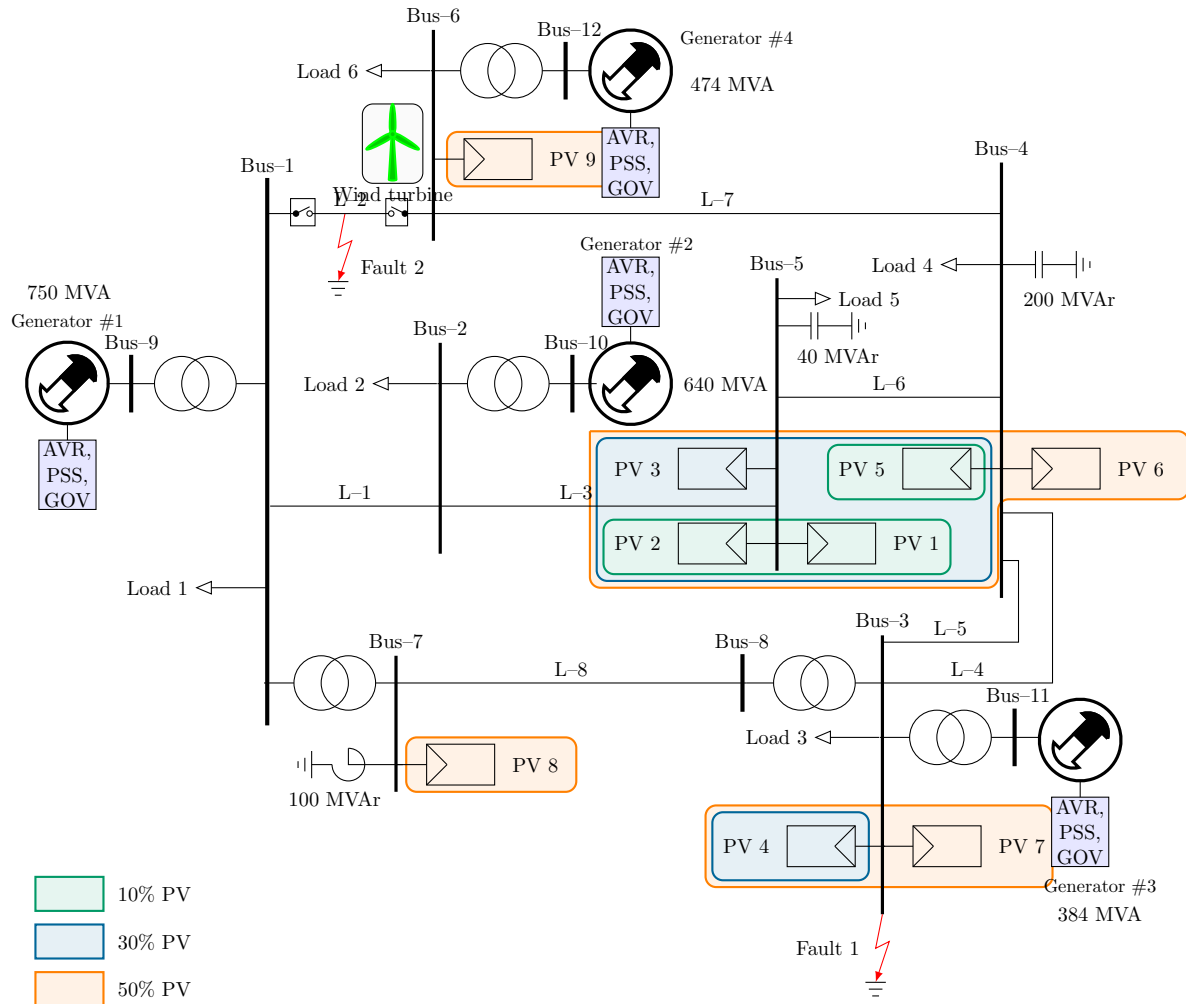 Bus–6
Bus–12
Generator #4
Load 6
474 MVA
AVR,
PSS,
GOV
PV 9
Bus–1
Bus–4
Wind turbine
L–2
L–7
Fault 2
Generator #2
AVR,
PSS,
GOV
Bus–5
Load 4
Load 5
200 MVAr
40 MVAr
750 MVA
Generator #1
Bus–9
AVR,
PSS,
GOV
Bus–2
Bus–10
Load 2
640 MVA
L–6
PV 3
PV 5
PV 6
L–1
L–3
PV 2
PV 1
Load 1
Bus–7
Bus–3
L–5
Bus–8
L–8
L–4
Bus–11
Load 3
PV 8
100 MVAr
AVR,
PSS,
GOV
PV 4
PV 7
Generator #3
384 MVA
10% PV
30% PV
50% PV
Fault 1